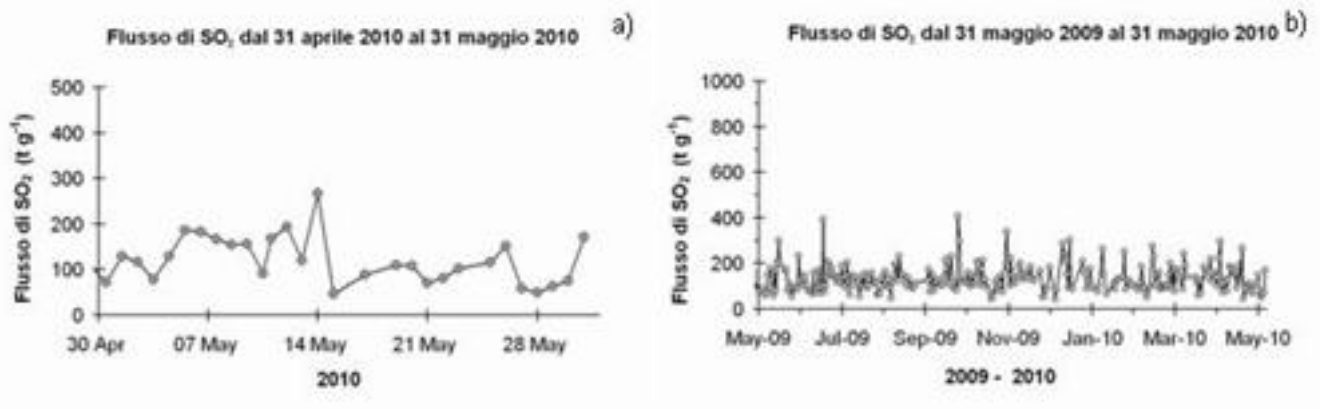 a)
Flusso di SO₂ dal 31 aprile 2010 al 31 maggio 2010
Flusso di SO₂ (t g⁻¹)
500
400
300
200
100
0
30 Apr 07 May 14 May 21 May 28 May
2010
b)
Flusso di SO₂ dal 31 maggio 2009 al 31 maggio 2010
Flusso di SO₂ (t g⁻¹)
1000
800
600
400
200
0
May-09 Jul-09 Sep-09 Nov-09 Jan-10 Mar-10 May-10
2009 - 2010